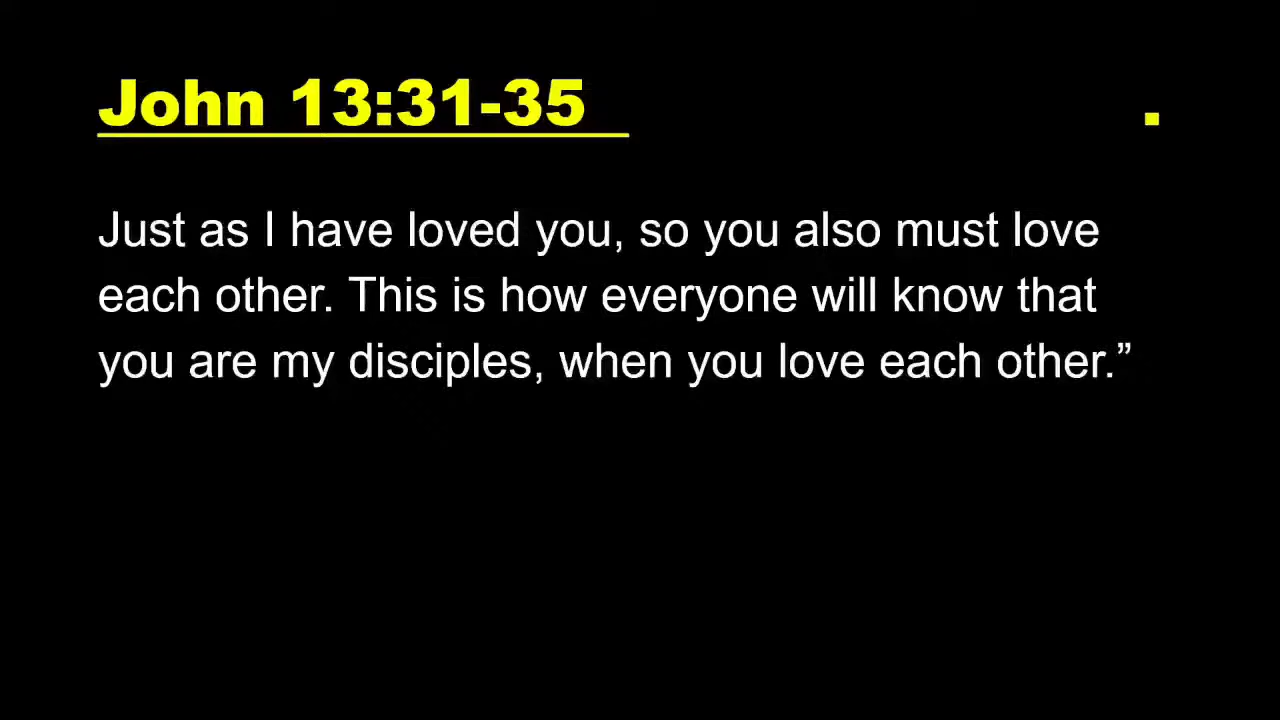 John 13:31-35 .
Just as I have loved you, so you also must love
each other. This is how everyone will know that
you are my disciples, when you love each other.”